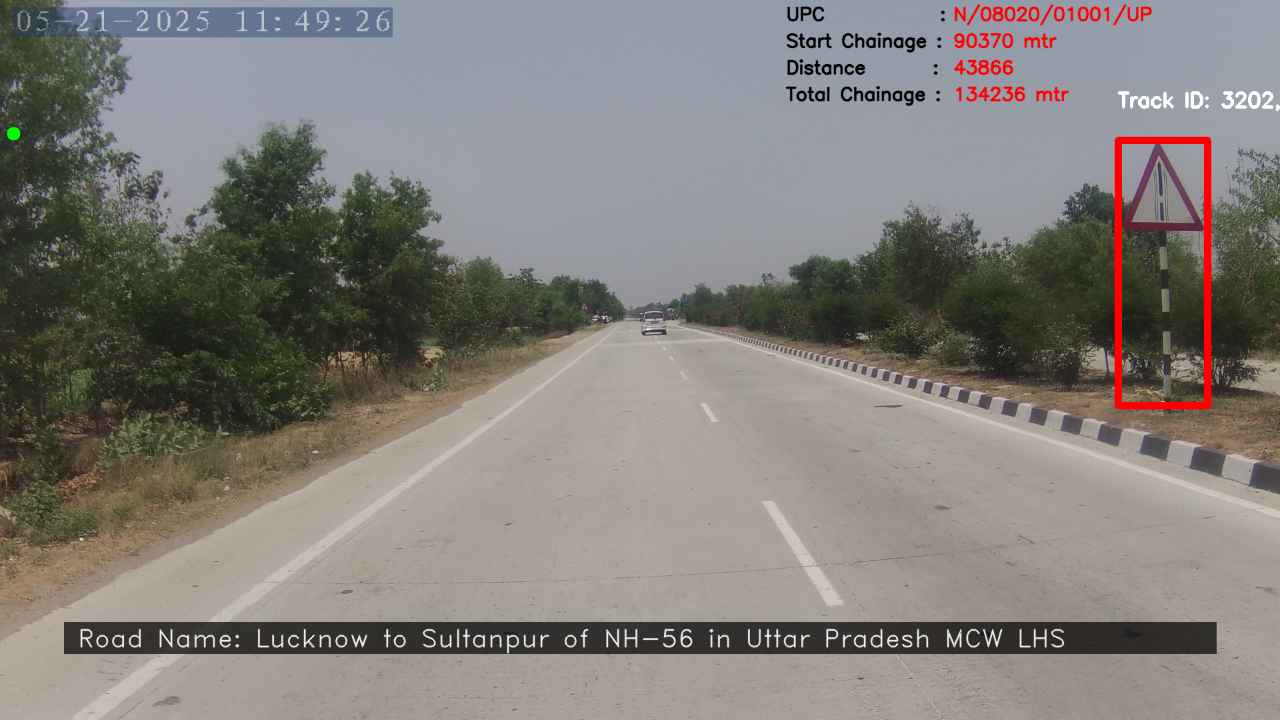 05-21-2025 11:49:26
UPC : N/08020/01001/UP
Start Chainage : 90370 mtr
Distance : 43866
Total Chainage : 134236 mtr
Track ID: 3202,
Road Name: Lucknow to Sultanpur of NH-56 in Uttar Pradesh MCW LHS